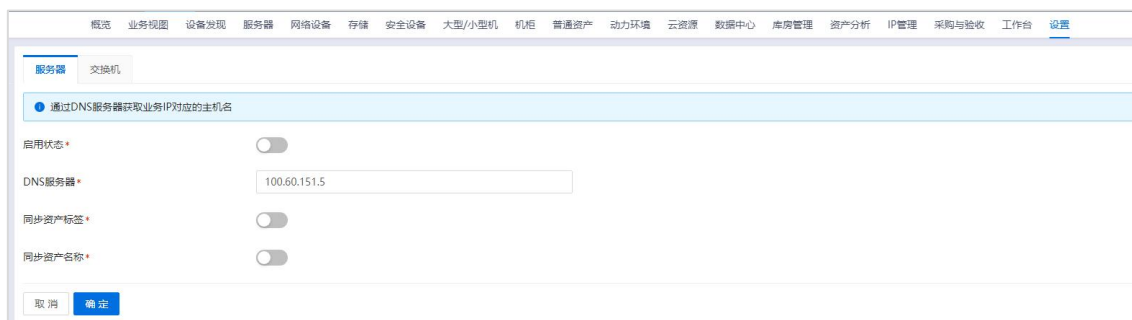 概览 业务视图 设备发现 服务器 网络设备 存储 安全设备 大型/小型机 机柜 普通资产 动力环境 云资源 数据中心 库房管理 资产分析 IP管理 采购与验收 工作台 设置
服务器 交换机
通过DNS服务器获取业务IP对应的主机名
启用状态*
DNS服务器* 100.60.151.5
同步资产标签*
同步资产名称*
取 消 确 定